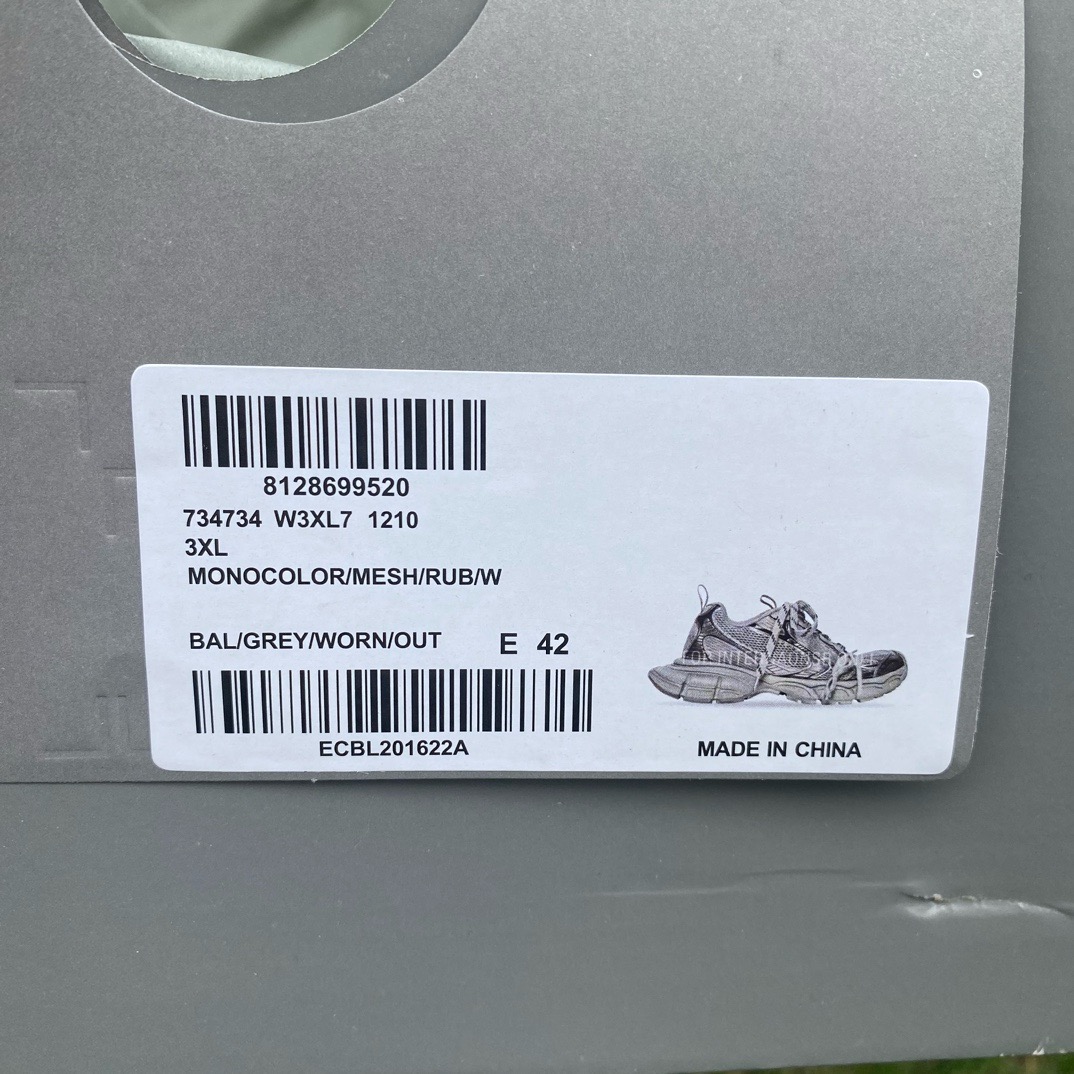 8128699520
734734 W3XL7 1210
3XL
MONOCOLOR/MESH/RUB/W
BAL/GREY/WORN/OUT E 42
ECBL201622A
MADE IN CHINA